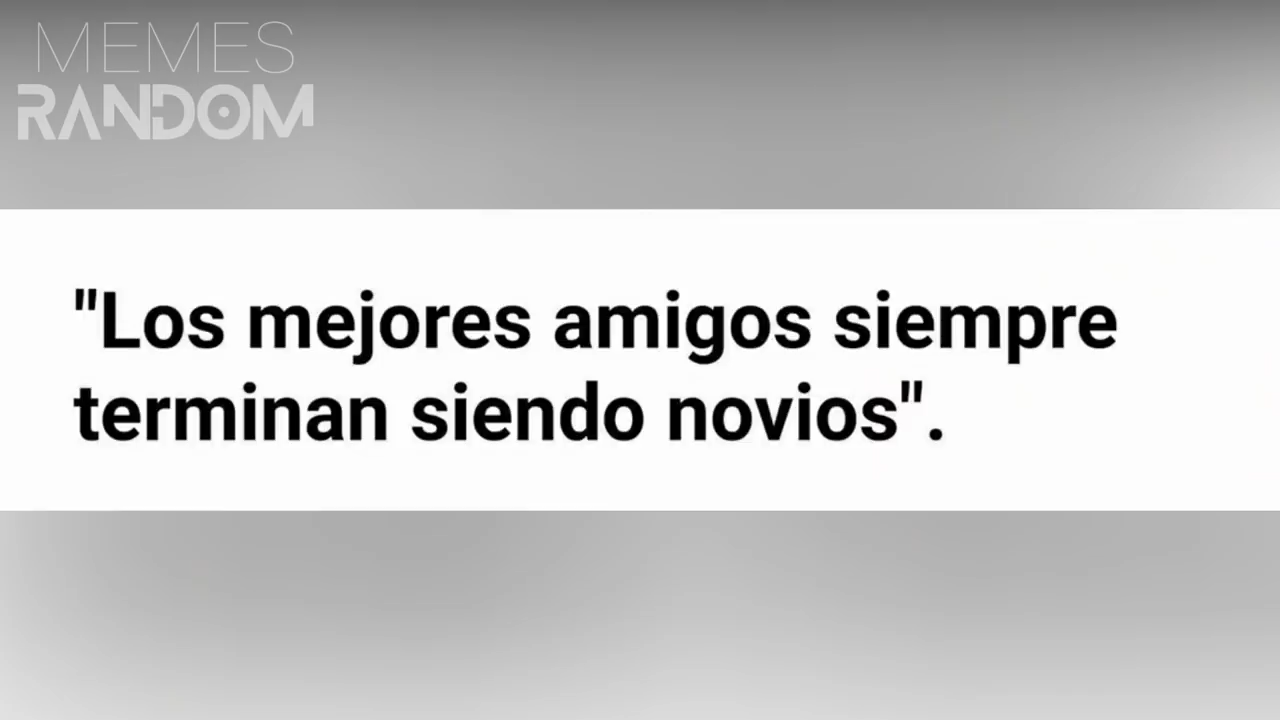 MEMES
RANDOM
"Los mejores amigos siempre
terminan siendo novios".